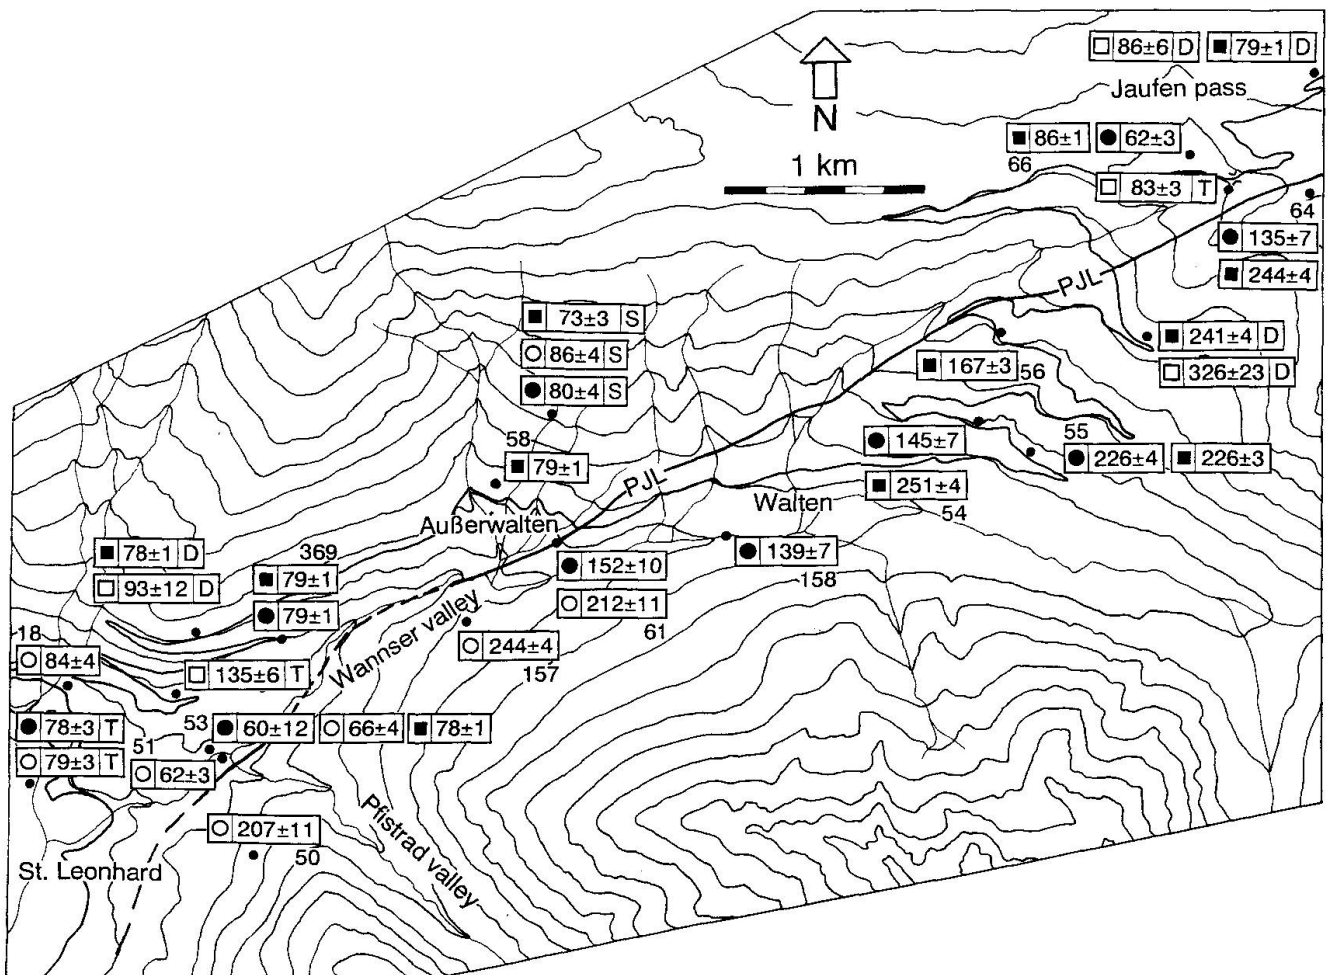 86±6 D 79±1 D
Jaufen pass
N
86±1 62±3
66
1 km
83±3 T
64
135±7
244±4
PJL
73±3 S
86±4 S
80±4 S
241±4 D
326±23 D
167±3 56
58
79±1
145±7
55
226±4 226±3
PJL
251±4
54
Walten
Außerwalten
78±1 D
93±12 D
369
79±1
79±1
152±10
139±7
158
212±11
61
Wannser valley
244±4
157
18
84±4
135±6 T
78±3 T
79±3 T
53
60±12 66±4 78±1
51
62±3
207±11
50
Pfistrad valley
St. Leonhard